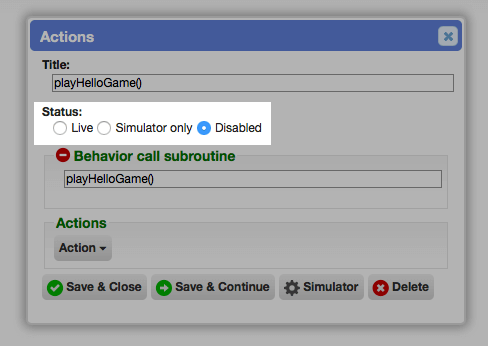 Actions
Title:
playHelloGame()
Status:
Live Simulator only Disabled
Behavior call subroutine
playHelloGame()
Actions
Action
Save & Close Save & Continue Simulator Delete